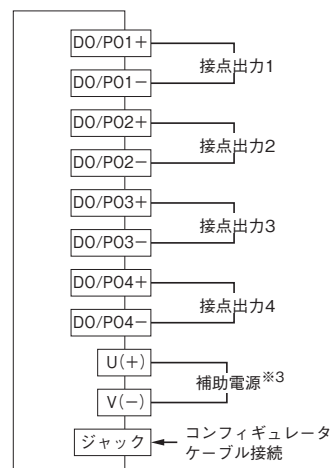 DO/PO1+
接点出力1
DO/PO1−
DO/PO2+
接点出力2
DO/PO2−
DO/PO3+
接点出力3
DO/PO3−
DO/PO4+
接点出力4
DO/PO4−
U(+)
補助電源※3
V(−)
ジャック
コンフィギュレータ
ケーブル接続